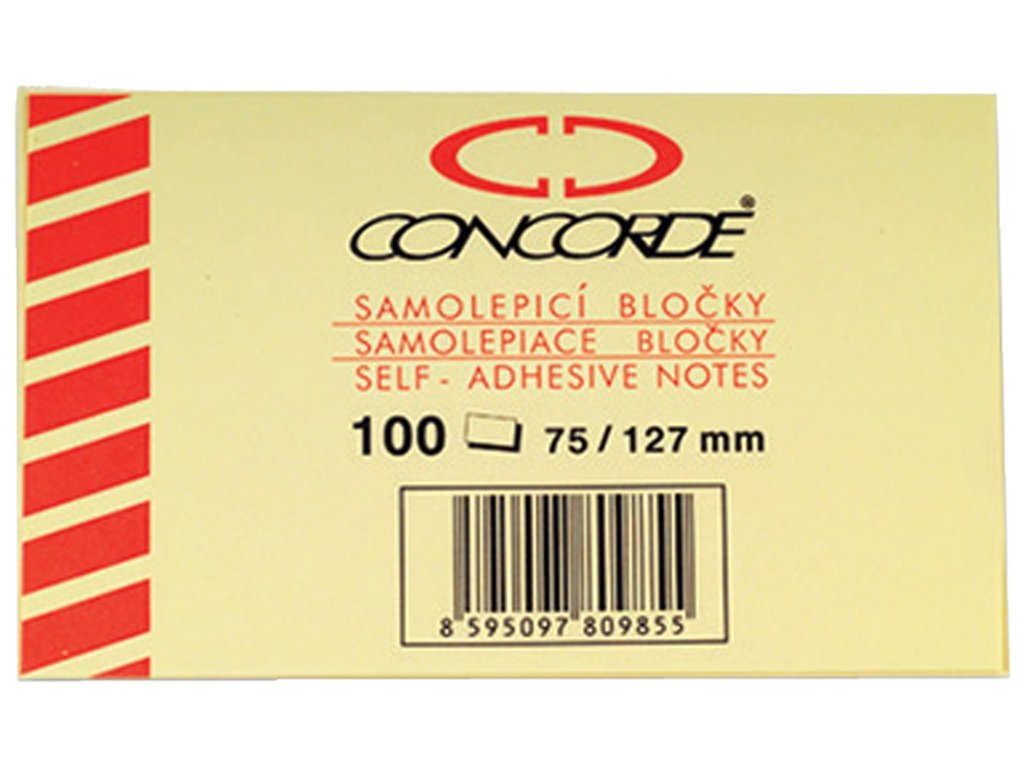 CONCORDE®
SAMOLEPICÍ BLOČKY
SAMOLEPIACE BLOČKY
SELF - ADHESIVE NOTES
100 75 / 127 mm
8 595097 809855